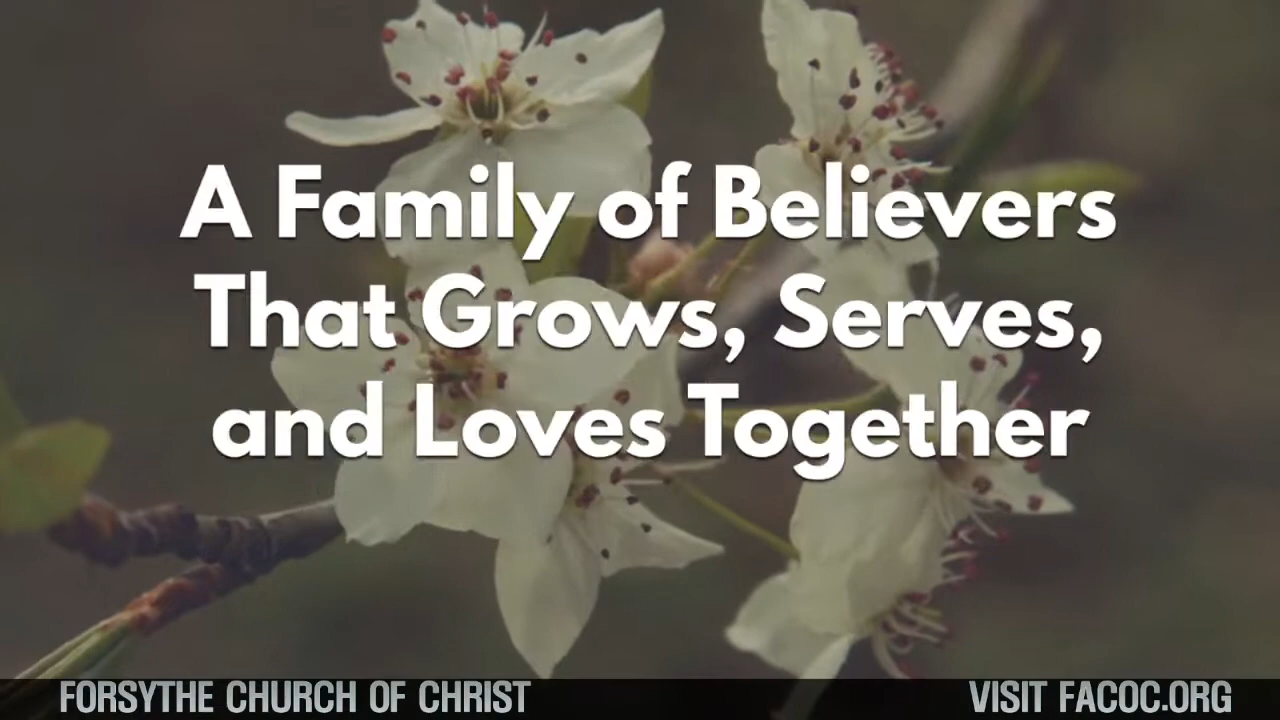 A Family of Believers
That Grows, Serves,
and Loves Together
FORSYTHE CHURCH OF CHRIST
VISIT FACOC.ORG